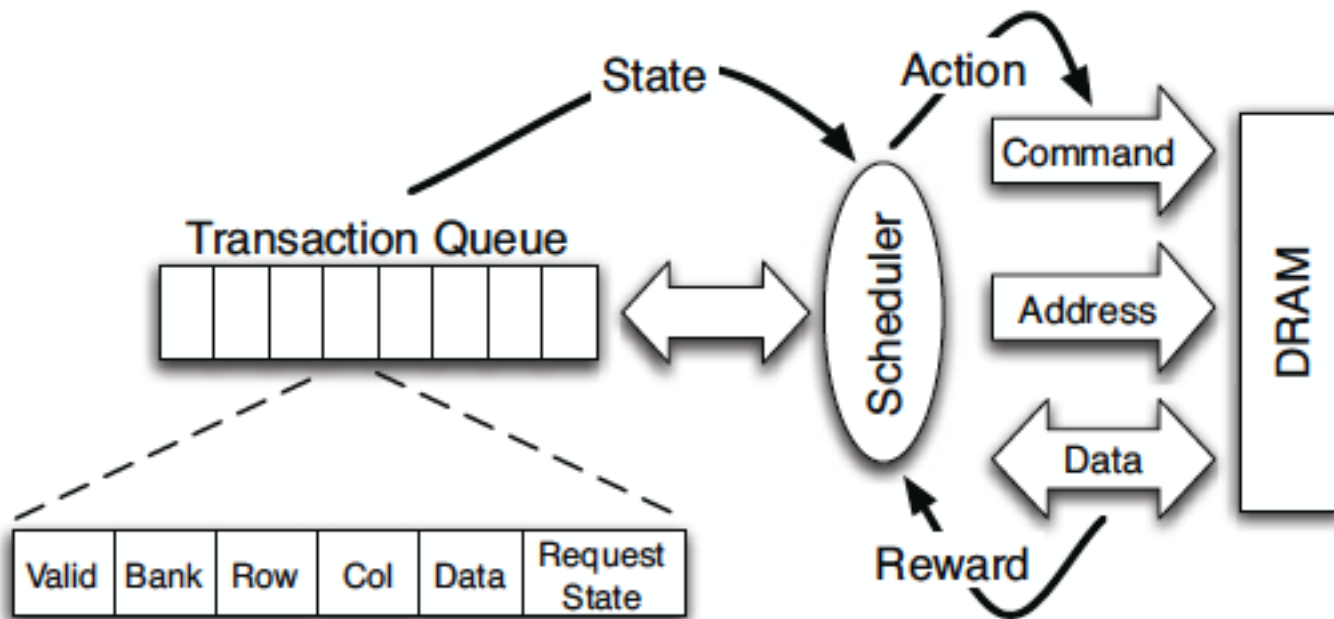 State
Action
Command
Transaction Queue
Scheduler
Address
DRAM
Data
Valid
Bank
Row
Col
Data
Request
State
Reward